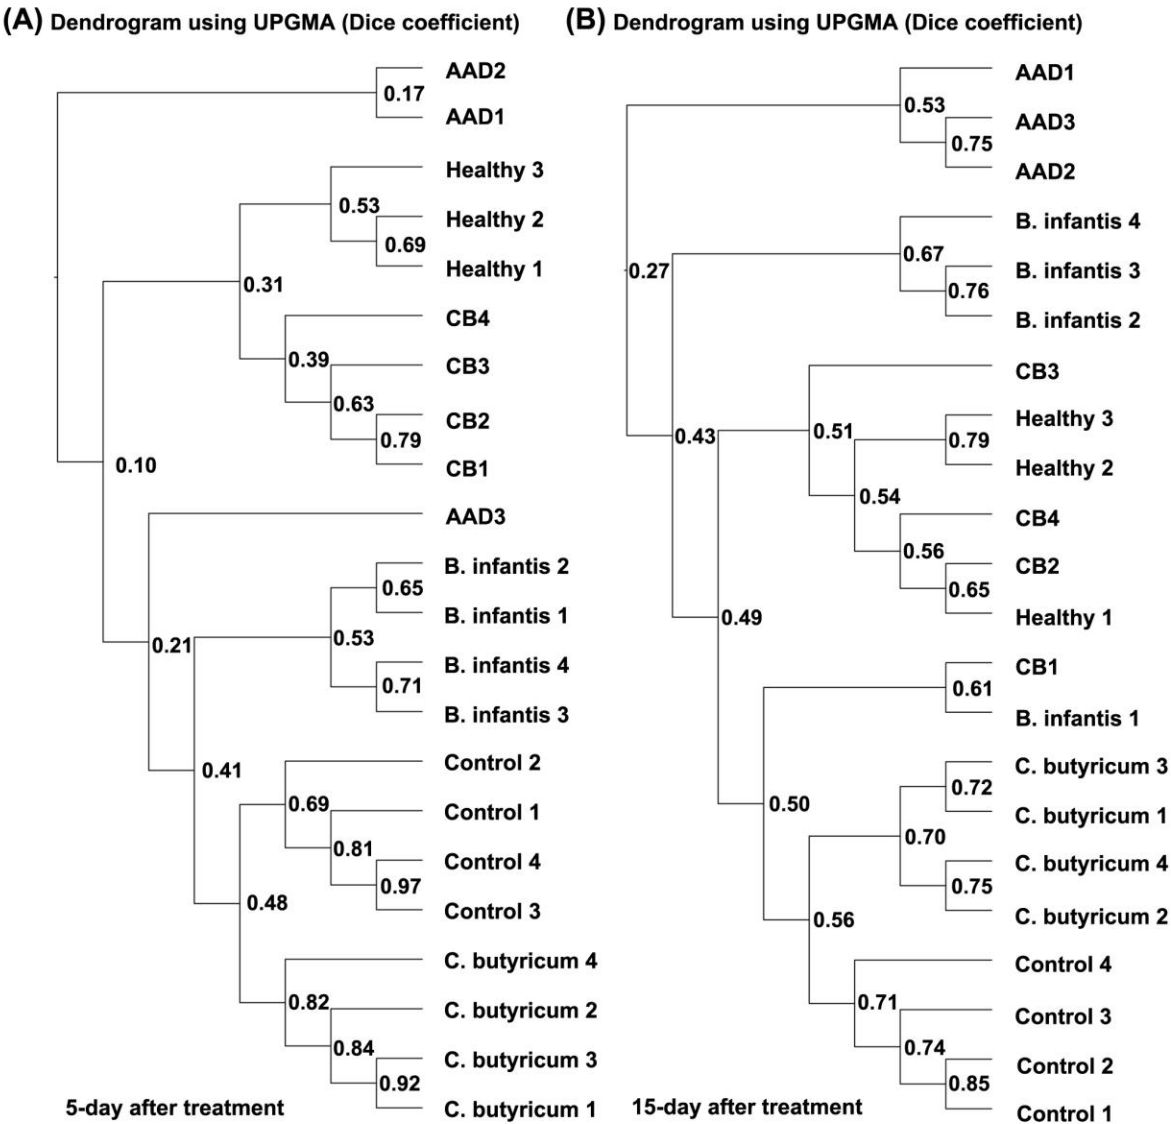 (A) Dendrogram using UPGMA (Dice coefficient)
AAD2
0.17
AAD1
Healthy 3
0.53
Healthy 2
0.69
Healthy 1
0.31
CB4
0.39
CB3
0.63
CB2
0.79
CB1
0.10
AAD3
B. infantis 2
0.65
B. infantis 1
0.21
0.53
B. infantis 4
0.71
B. infantis 3
Control 2
0.41
0.69
Control 1
0.81
Control 4
0.97
Control 3
0.48
C. butyricum 4
0.82
C. butyricum 2
0.84
C. butyricum 3
0.92
C. butyricum 1
5-day after treatment
(B) Dendrogram using UPGMA (Dice coefficient)
AAD1
0.53
AAD3
0.75
AAD2
B. infantis 4
0.67
0.27
B. infantis 3
0.76
B. infantis 2
CB3
Healthy 3
0.43
0.51
0.79
Healthy 2
0.54
CB4
0.56
CB2
0.65
Healthy 1
0.49
CB1
0.61
B. infantis 1
C. butyricum 3
0.72
0.50
C. butyricum 1
0.70
C. butyricum 4
0.75
C. butyricum 2
0.56
Control 4
0.71
Control 3
0.74
Control 2
0.85
Control 1
15-day after treatment